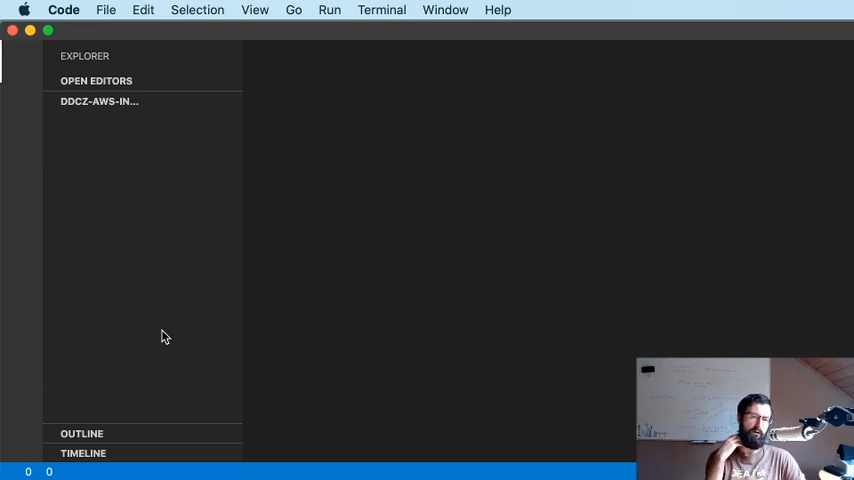 Code File Edit Selection View Go Run Terminal Window Help
EXPLORER
OPEN EDITORS
DDCZ-AWS-IN...
OUTLINE
TIMELINE
0 0